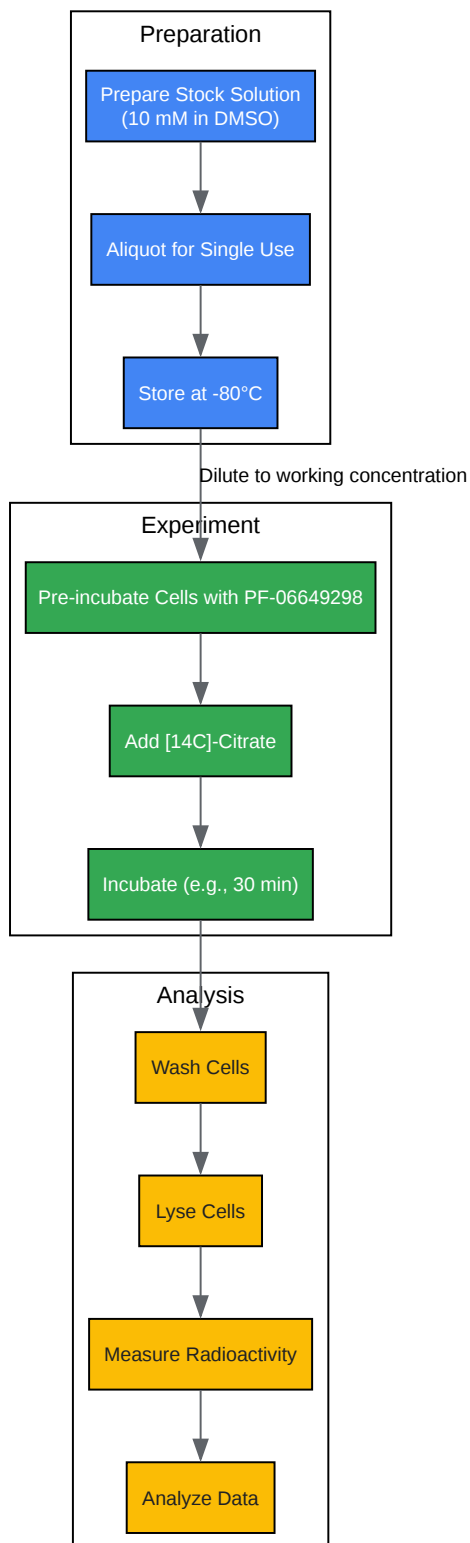 Preparation
Prepare Stock Solution
(10 mM in DMSO)
Aliquot for Single Use
Store at -80°C
Dilute to working concentration
Experiment
Pre-incubate Cells with PF-06649298
Add [14C]-Citrate
Incubate (e.g., 30 min)
Analysis
Wash Cells
Lyse Cells
Measure Radioactivity
Analyze Data